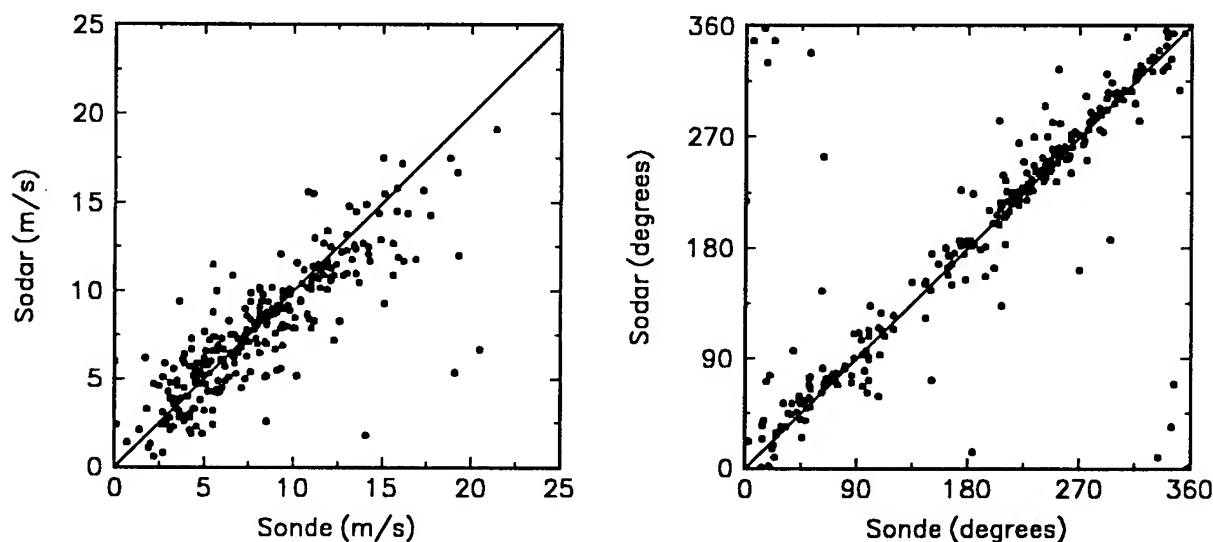 25
20
15
10
5
0
Sodar (m/s)
0 5 10 15 20 25
Sonde (m/s)
360
270
180
90
0
Sodar (degrees)
0 90 180 270 360
Sonde (degrees)